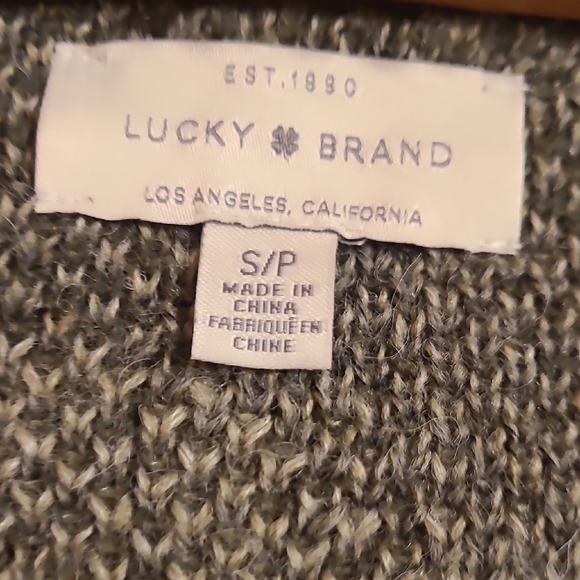 EST.1990
LUCKY BRAND
LOS ANGELES, CALIFORNIA
S/P
MADE IN
CHINA
FABRIQUÉ EN
CHINE